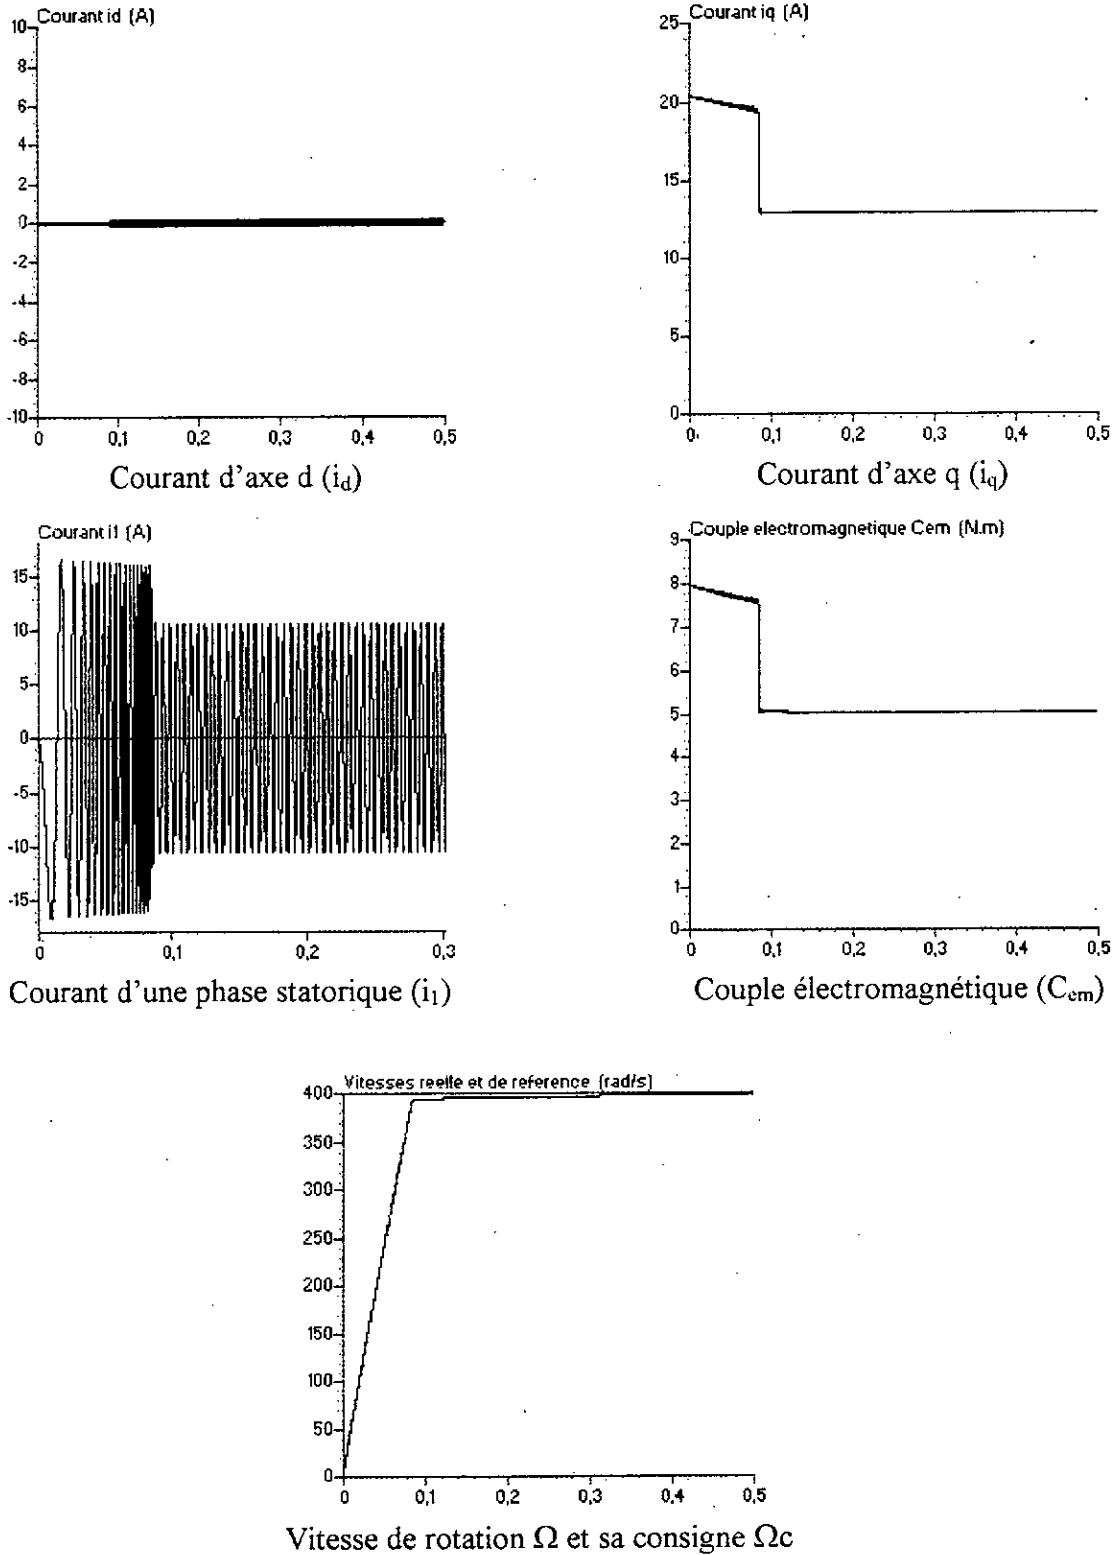 Courant id (A)
10
8
6
4
2
0
-2
-4
-6
-8
-10
0 0,1 0,2 0,3 0,4 0,5
Courant d'axe d (i_d)
Courant iq (A)
25
20
15
10
5
0
0 0,1 0,2 0,3 0,4 0,5
Courant d'axe q (i_q)
Courant i1 (A)
15
10
5
0
-5
-10
-15
0 0,1 0,2 0,3
Courant d'une phase statorique (i_1)
Couple electromagnetique Cem (N.m)
9
8
7
6
5
4
3
2
1
0
0 0,1 0,2 0,3 0,4 0,5
Couple électromagnétique (C_em)
Vitesses reelle et de reference (rad/s)
400
350
300
250
200
150
100
50
0
0 0,1 0,2 0,3 0,4 0,5
Vitesse de rotation Ω et sa consigne Ωc